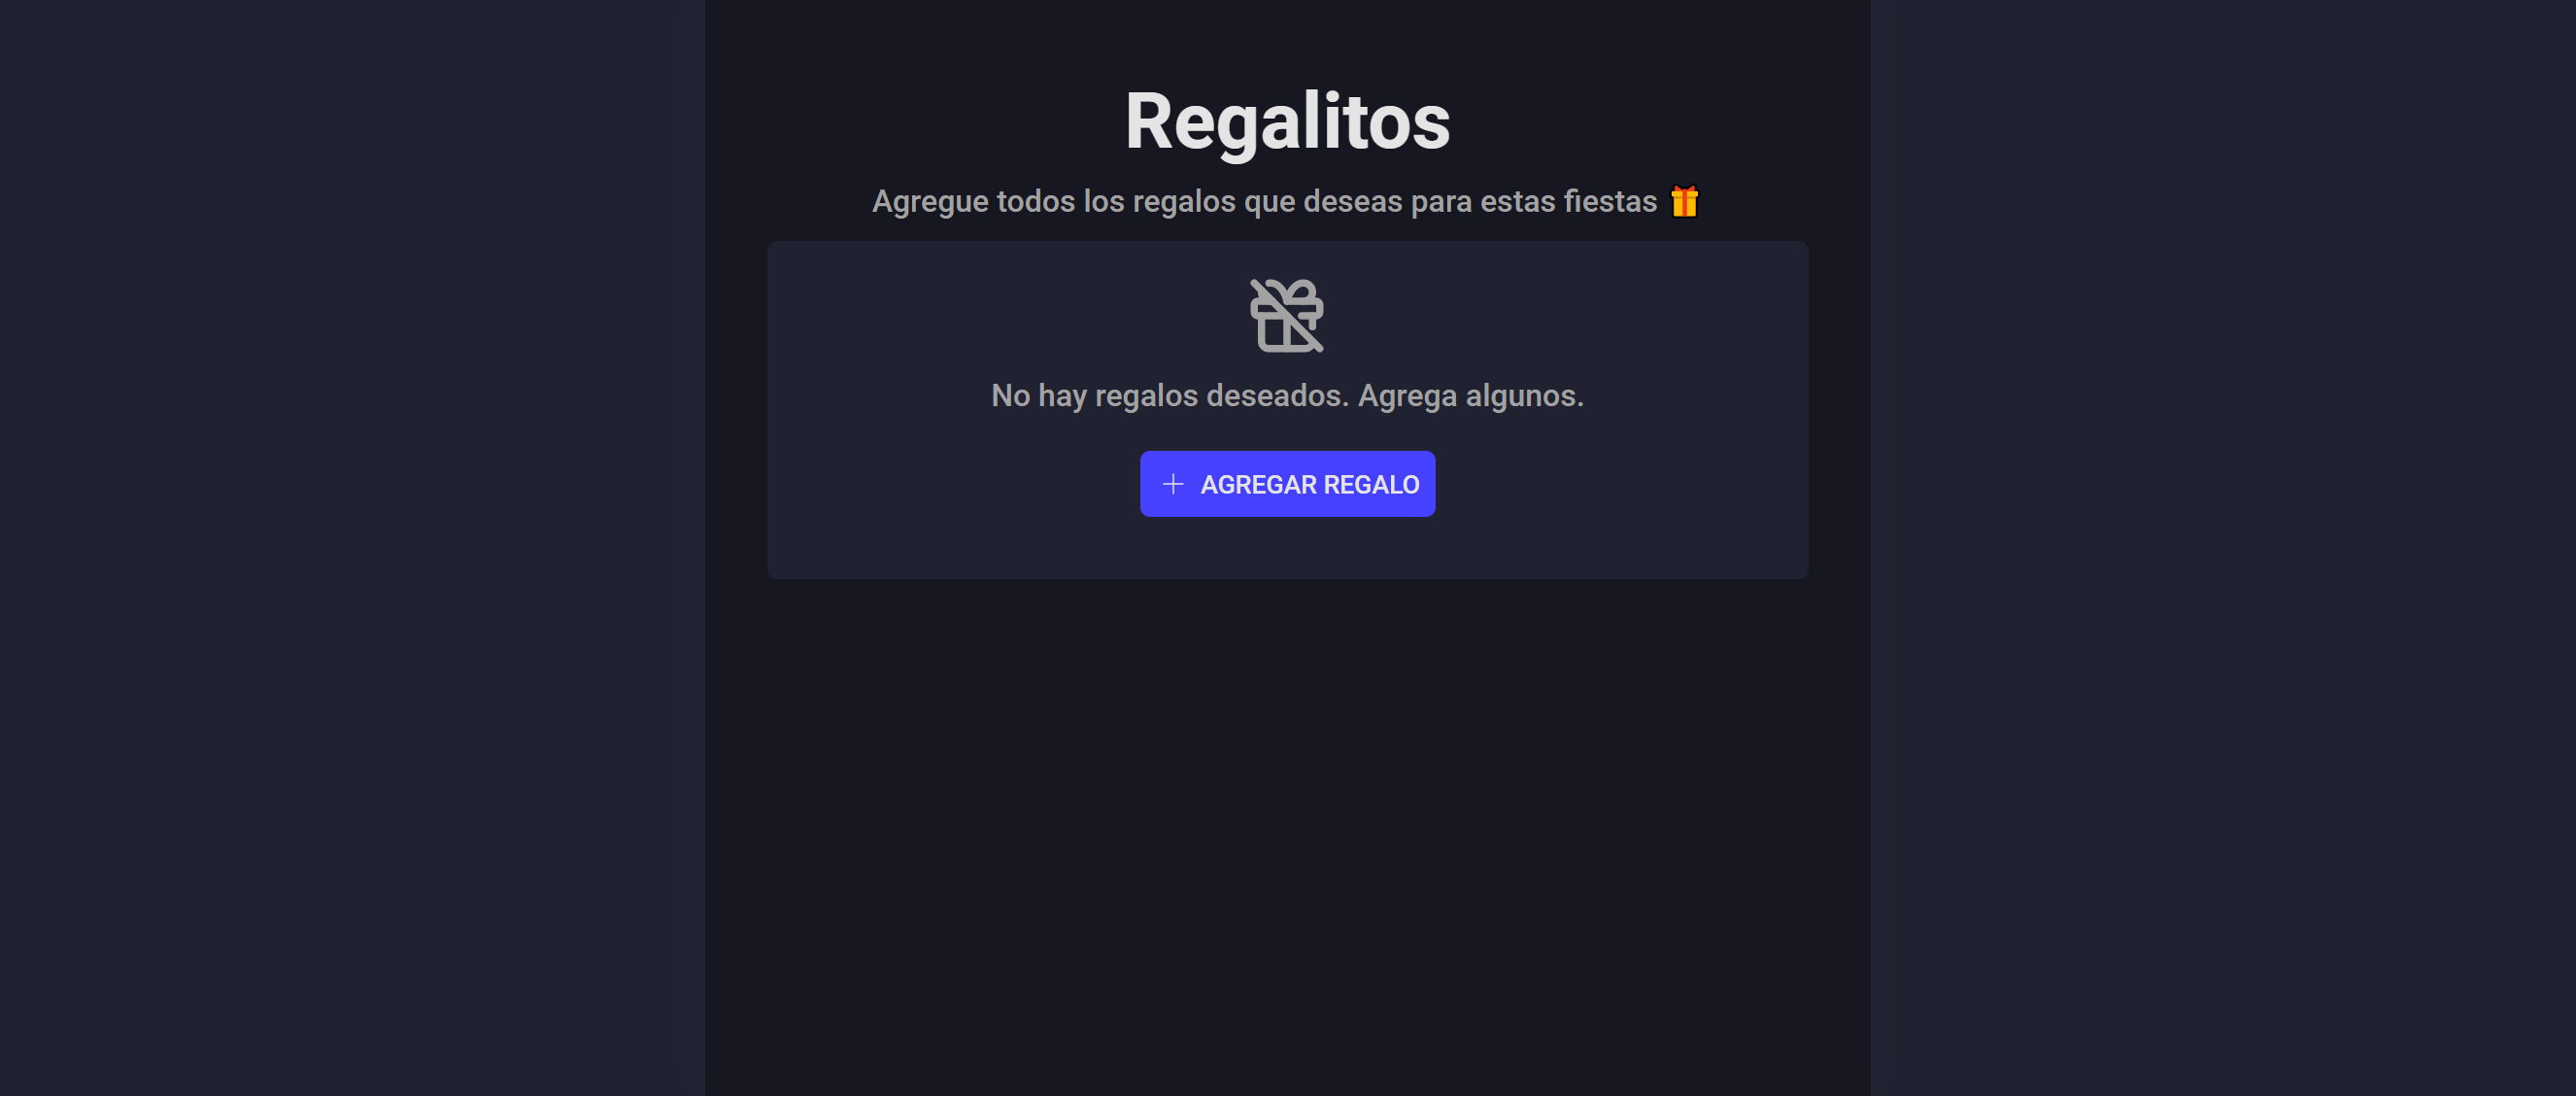 Regalitos
Agregue todos los regalos que deseas para estas fiestas 🎁
No hay regalos deseados. Agrega algunos.
AGREGAR REGALO